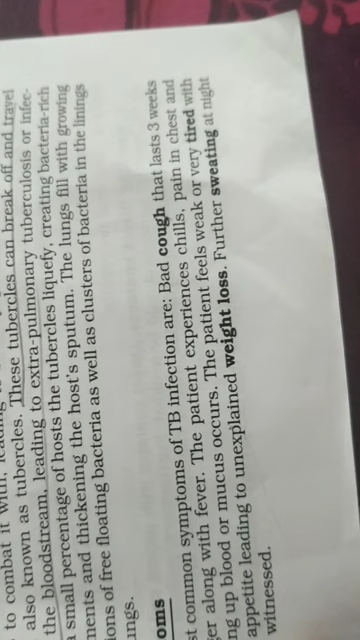 to combat it with,
also known as tubercles. These tubercles can break off and travel
the bloodstream, leading to extra-pulmonary tuberculosis or infec-
small percentage of hosts the tubercles liquefy, creating bacteria-rich
ments and thickening the host's sputum. The lungs fill with growing
ions of free floating bacteria as well as clusters of bacteria in the linings
ungs.
oms
st common symptoms of TB infection are: Bad cough that lasts 3 weeks
er along with fever. The patient experiences chills, pain in chest and
ng up blood or mucus occurs. The patient feels weak or very tired with
appetite leading to unexplained weight loss. Further sweating at night
witnessed.